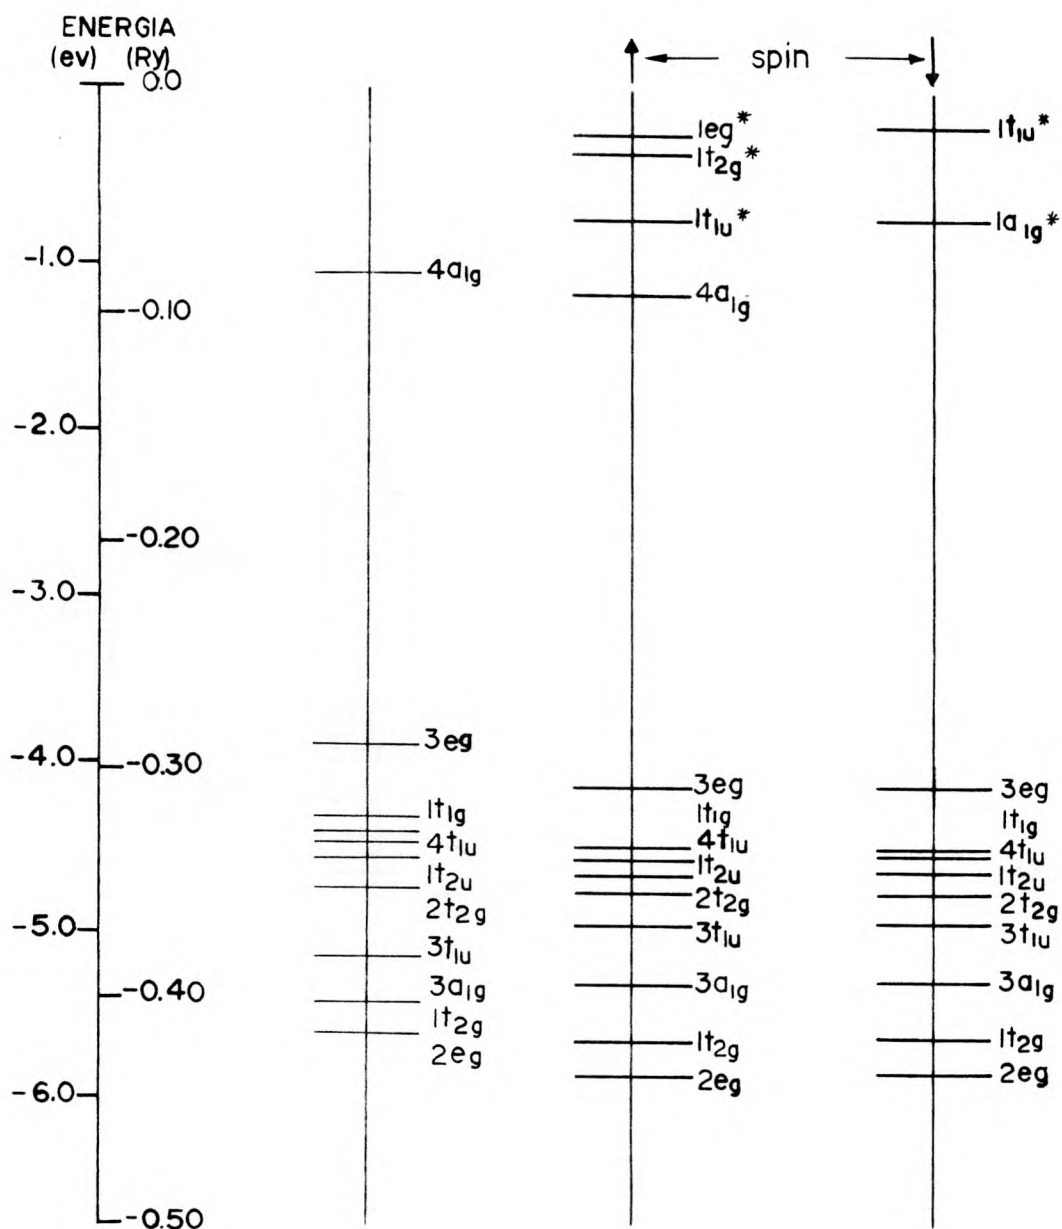 ENERGIA
(ev) (Ry)
0.0
-1.0
-0.10
-2.0
-0.20
-3.0
-4.0
-0.30
-5.0
-0.40
-6.0
-0.50
4a1g
3eg
1t1g
4t1u
1t2u
2t2g
3t1u
3a1g
1t2g
2eg
spin
1eg*
1t2g*
1t1u*
4a1g
3eg
1t1g
4t1u
1t2u
2t2g
3t1u
3a1g
1t2g
2eg
1t1u*
1a1g*
3eg
1t1g
4t1u
1t2u
2t2g
3t1u
3a1g
1t2g
2eg